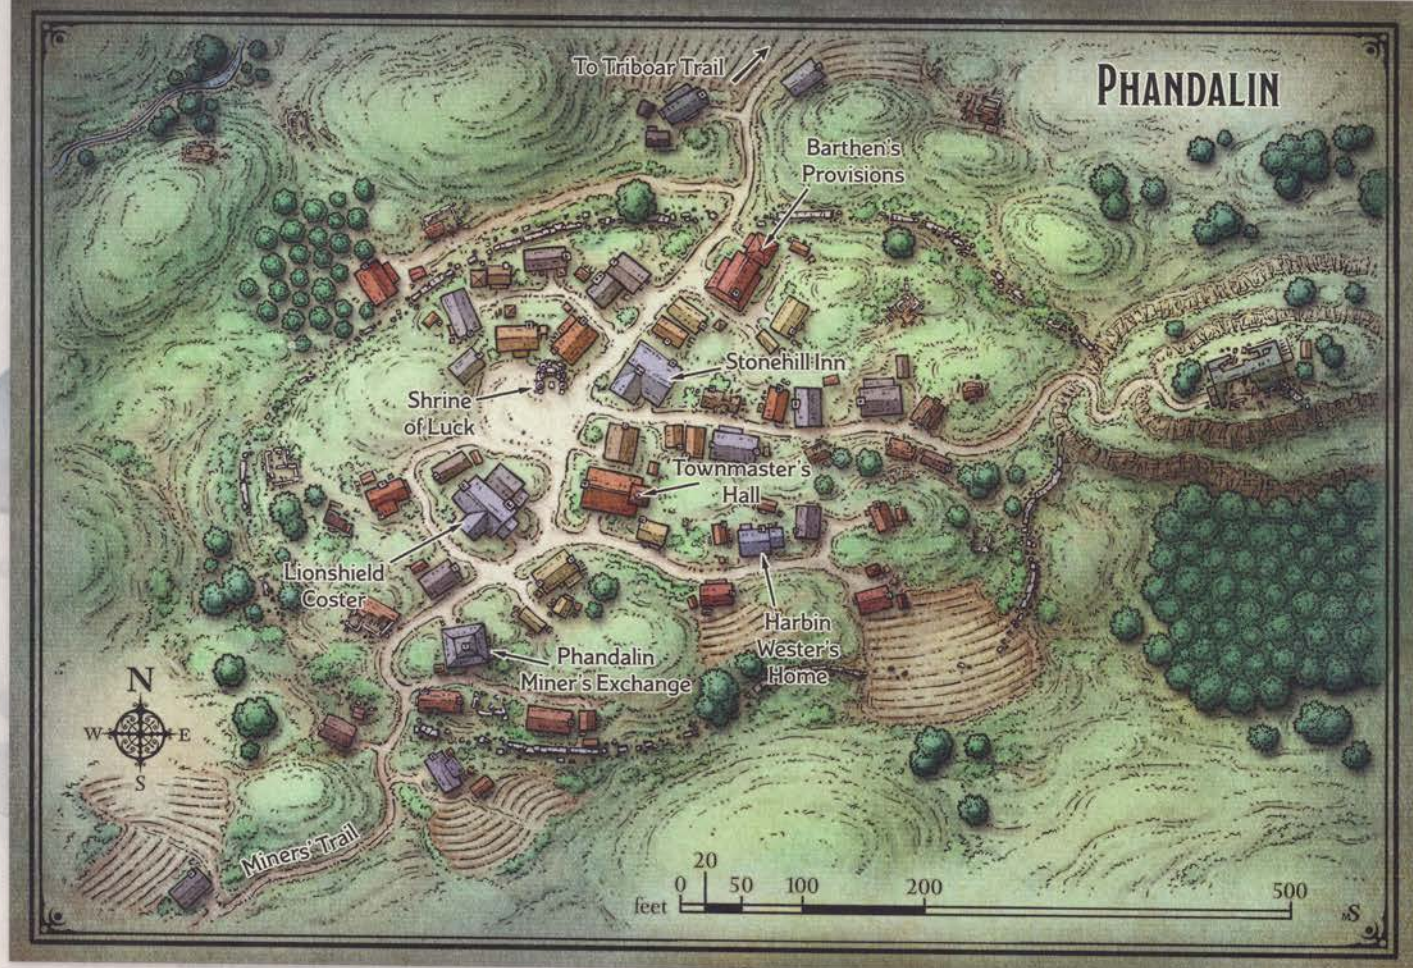 To Triboar Trail
PHANDALIN
Barthen's
Provisions
Stonehill Inn
Shrine
of Luck
Townmaster's
Hall
Lionshield
Coster
Harbin
Wester's
Home
Phandalin
Miner's Exchange
N
W E
S
Miners' Trail
20
0 50 100 200 500
feet
MS